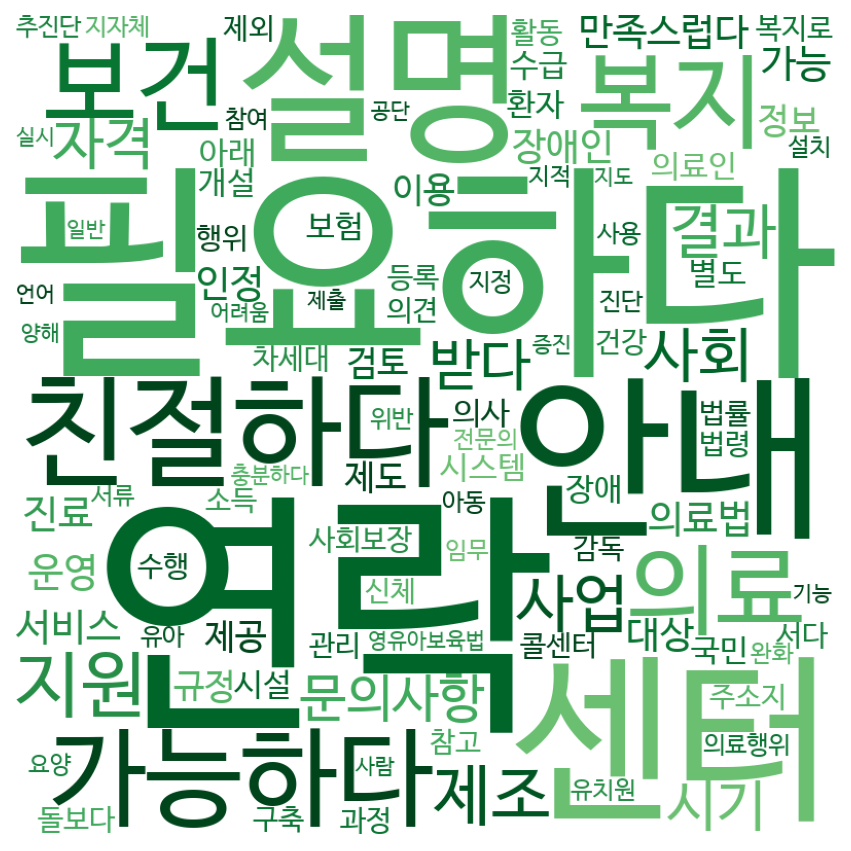 추진단 지자체 제외 활동 만족스럽다 복지로
보건 설명 수급 복지 가능
실시 자격 참여 공단 환자 정보
아래 장애인 설치
개설 이용 지적 지도 의료인
필요하다
일반 행위 보험 사용 결과
언어 인정 제출 등록 지정 진단 별도
양해 어려움 의견
차세대 검토 받다 증진 건강 사회
친절하다 위반 의사 안내 법률
충분하다 제도 전문의 법령
진료 서류 소득 시스템 장애
연락 아동 의료법
운영 수행 사회보장 임무 감독 의료
신체 사업 기능
서비스 유아 제공 관리 영유아보육법 콜센터 대상 국민 완화 서다
지원 규정 시설 문의사항 센터 주소지
가능하다 참고 의료행위
요양 사람 제조 유치원 시기
돌보다 구축 과정